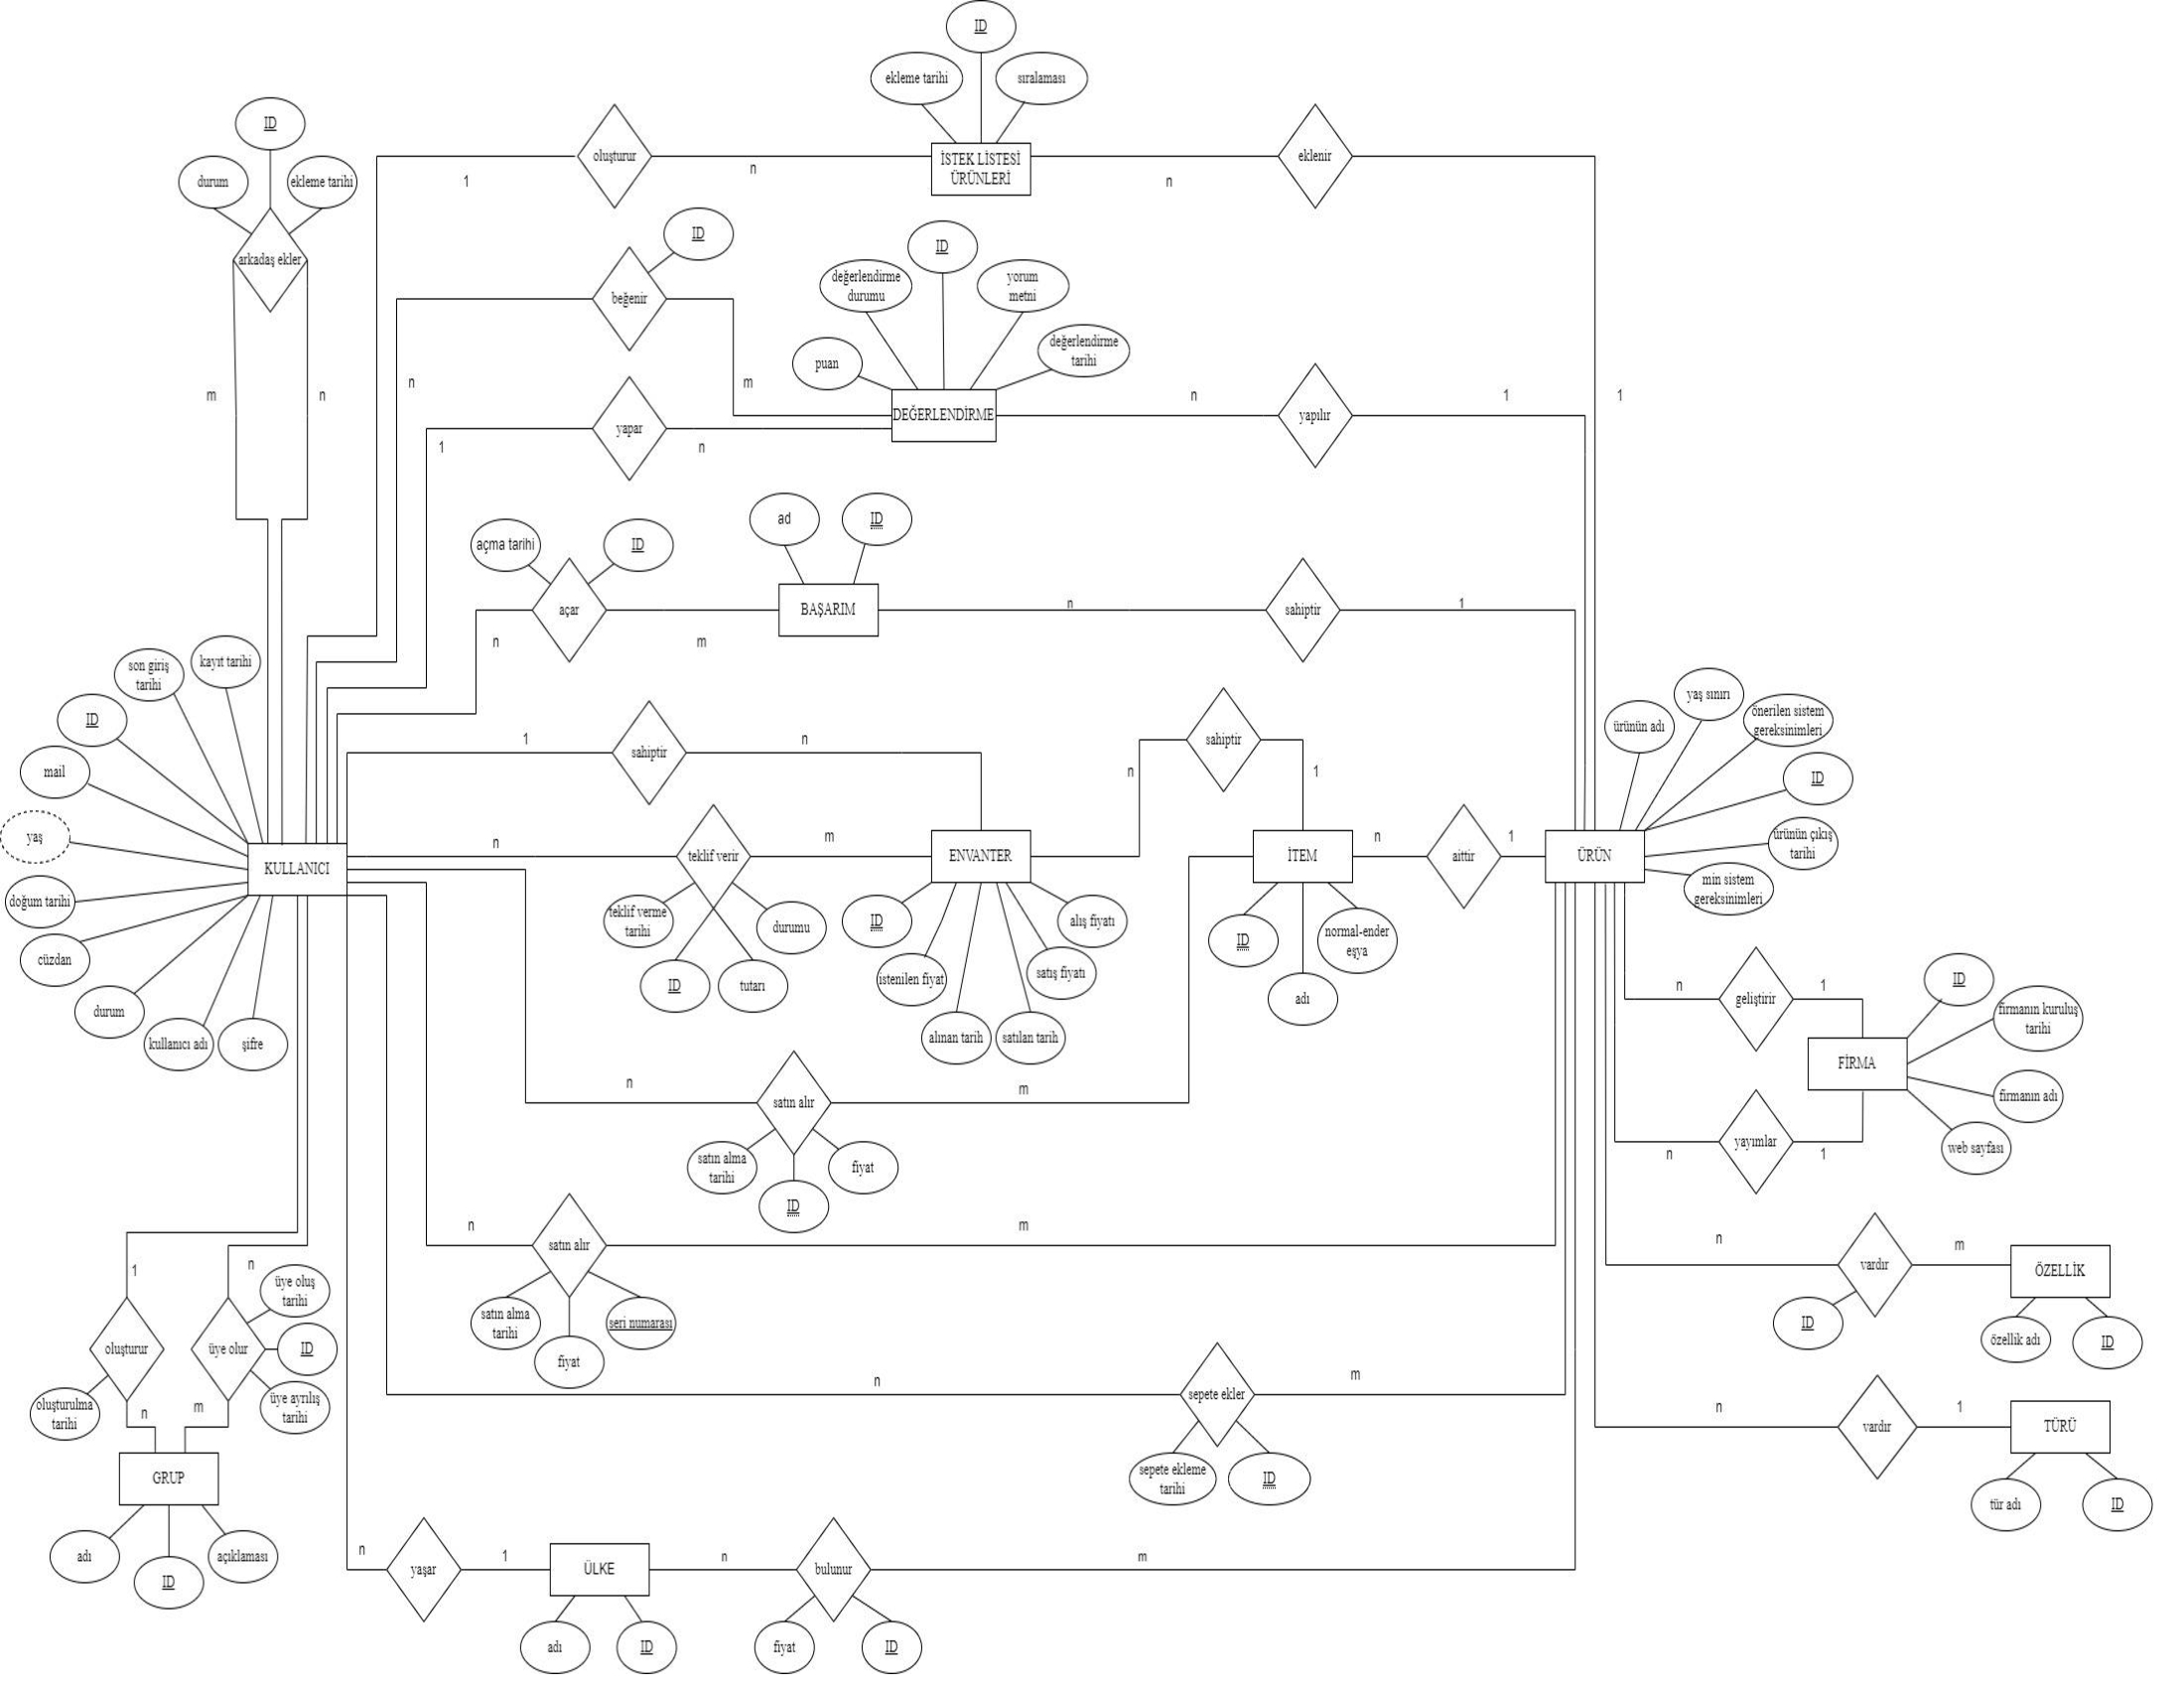 ID
ekleme tarihi
sıralaması
İSTEK LİSTESİ
ÜRÜNLERİ
oluşturur
eklenir
1
n
n
1
ID
durum
ekleme tarihi
arkadaş ekler
m
n
ID
beğenir
n
m
ID
değerlendirme
durumu
yorum
metni
puan
değerlendirme
tarihi
DEĞERLENDİRME
yapar
1
n
n
yapılır
1
açma tarihi
ID
açar
n
m
ad
ID
BAŞARIM
n
sahiptir
1
kayıt tarihi
son giriş
tarihi
ID
mail
yaş
doğum tarihi
cüzdan
durum
kullanıcı adı
şifre
KULLANICI
1
sahiptir
n
n
teklif verir
m
teklif verme
tarihi
durumu
ID
tutarı
ENVANTER
ID
istenilen fiyat
alınan tarih
satılan tarih
satış fiyatı
alış fiyatı
n
sahiptir
1
İTEM
ID
adı
normal-ender
eşya
n
aittir
1
ÜRÜN
ürünün adı
yaş sınırı
önerilen sistem
gereksinimleri
ID
ürünün çıkış
tarihi
min sistem
gereksinimleri
n
geliştirir
1
FİRMA
ID
firmanın kuruluş
tarihi
firmanın adı
web sayfası
n
yayımlar
1
n
satın alır
m
satın alma
tarihi
ID
fiyat
n
satın alır
m
satın alma
tarihi
fiyat
seri numarası
n
vardır
m
ID
ÖZELLİK
özellik adı
ID
n
vardır
1
TÜRÜ
tür adı
ID
n
sepete ekler
m
sepete ekleme
tarihi
ID
1
oluşturur
oluşturulma
tarihi
n
n
üye olur
üye oluş
tarihi
ID
üye ayrılış
tarihi
m
GRUP
adı
ID
açıklaması
n
yaşar
1
ÜLKE
adı
ID
n
bulunur
m
fiyat
ID